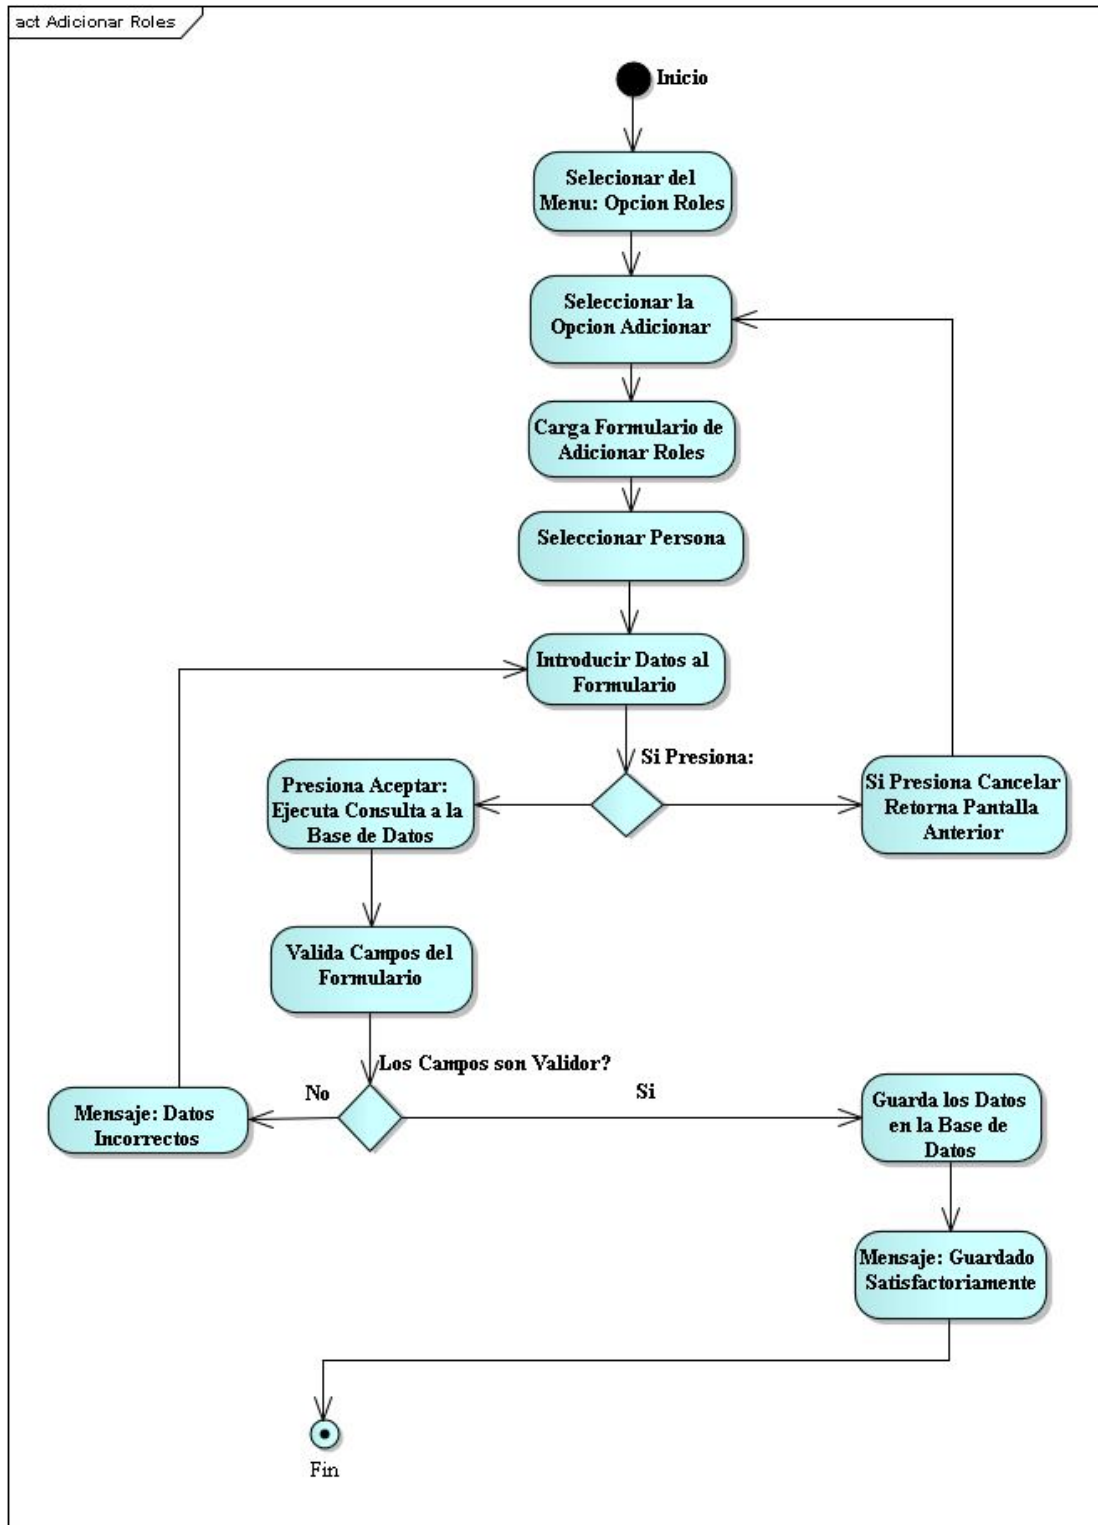 act Adicionar Roles
Inicio
Selecionar del
Menu: Opcion Roles
Seleccionar la
Opcion Adicionar
Carga Formulario de
Adicionar Roles
Seleccionar Persona
Introducir Datos al
Formulario
Si Presiona:
Presiona Aceptar:
Ejecuta Consulta a la
Base de Datos
Si Presiona Cancelar
Retorna Pantalla
Anterior
Valida Campos del
Formulario
Los Campos son Validor?
No
Si
Mensaje: Datos
Incorrectos
Guarda los Datos
en la Base de
Datos
Mensaje: Guardado
Satisfactoriamente
Fin